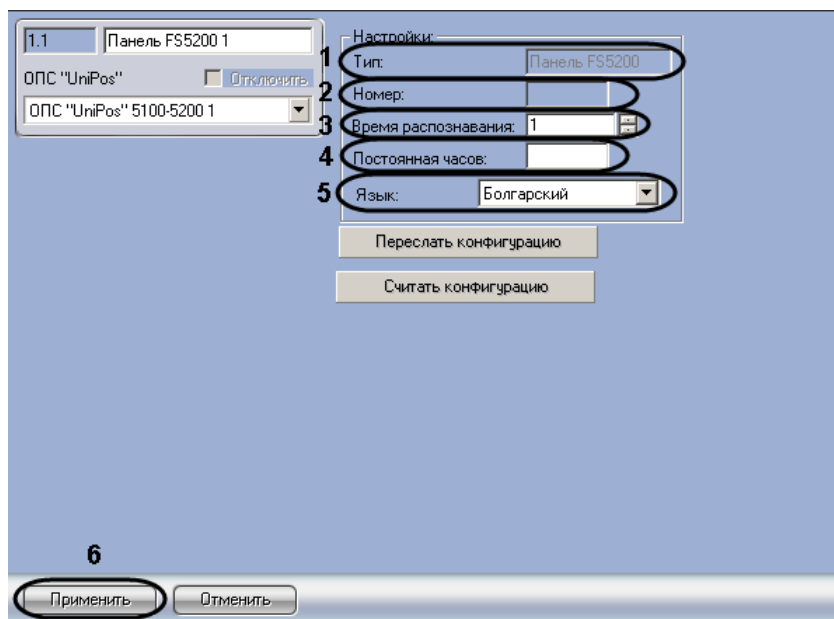 1.1 Панель FS5200 1
ОПС "UniPos" Отключить
ОПС "UniPos" 5100-5200 1
Настройки:
1 Тип: Панель FS5200
2 Номер:
3 Время распознавания: 1
4 Постоянная часов:
5 Язык: Болгарский
Переслать конфигурацию
Считать конфигурацию
6
Применить Отменить